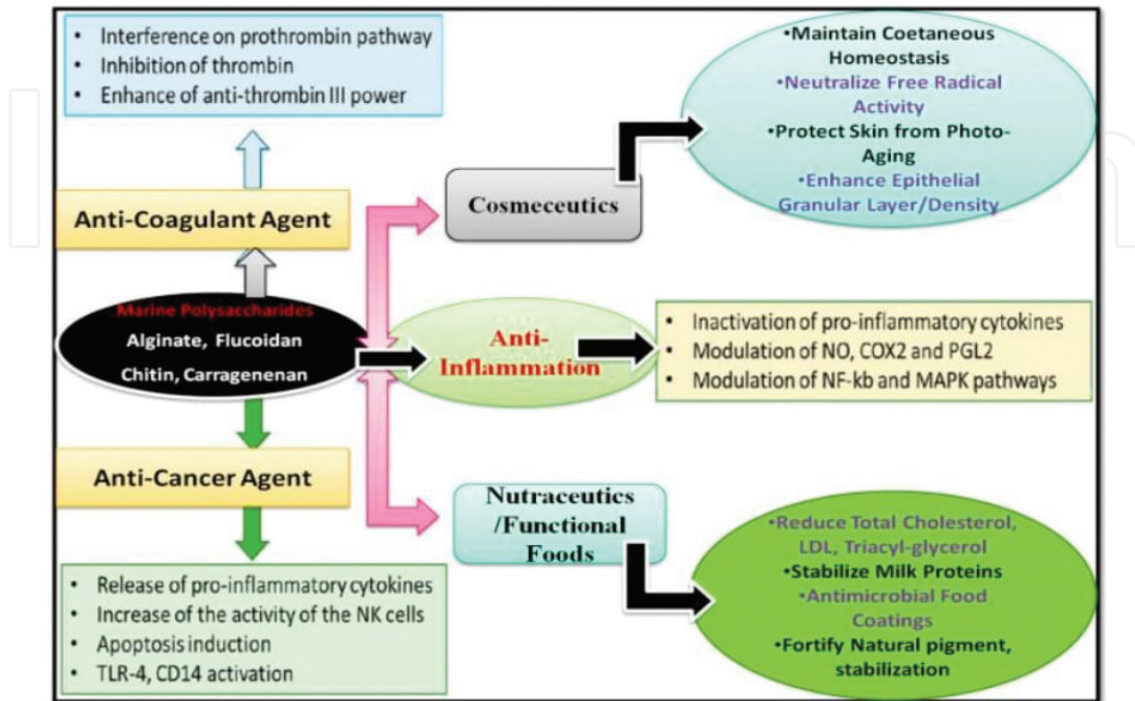 • Interference on prothrombin pathway
• Inhibition of thrombin
• Enhance of anti-thrombin III power
Anti-Coagulant Agent
Marine Polysaccharides
Alginate, Flucoidan
Chitin, Carragenenan
Anti-Cancer Agent
• Release of pro-inflammatory cytokines
• Increase of the activity of the NK cells
• Apoptosis induction
• TLR-4, CD14 activation
Cosmeceutics
•Maintain Coetaneous
Homeostasis
•Neutralize Free Radical
Activity
•Protect Skin from Photo-
Aging
•Enhance Epithelial
Granular Layer/Density
Anti-
Inflammation
• Inactivation of pro-inflammatory cytokines
• Modulation of NO, COX2 and PGL2
• Modulation of NF-kb and MAPK pathways
Nutraceutics
/Functional
Foods
•Reduce Total Cholesterol,
LDL, Triacyl-glycerol
•Stabilize Milk Proteins
•Antimicrobial Food
Coatings
•Fortify Natural pigment,
stabilization